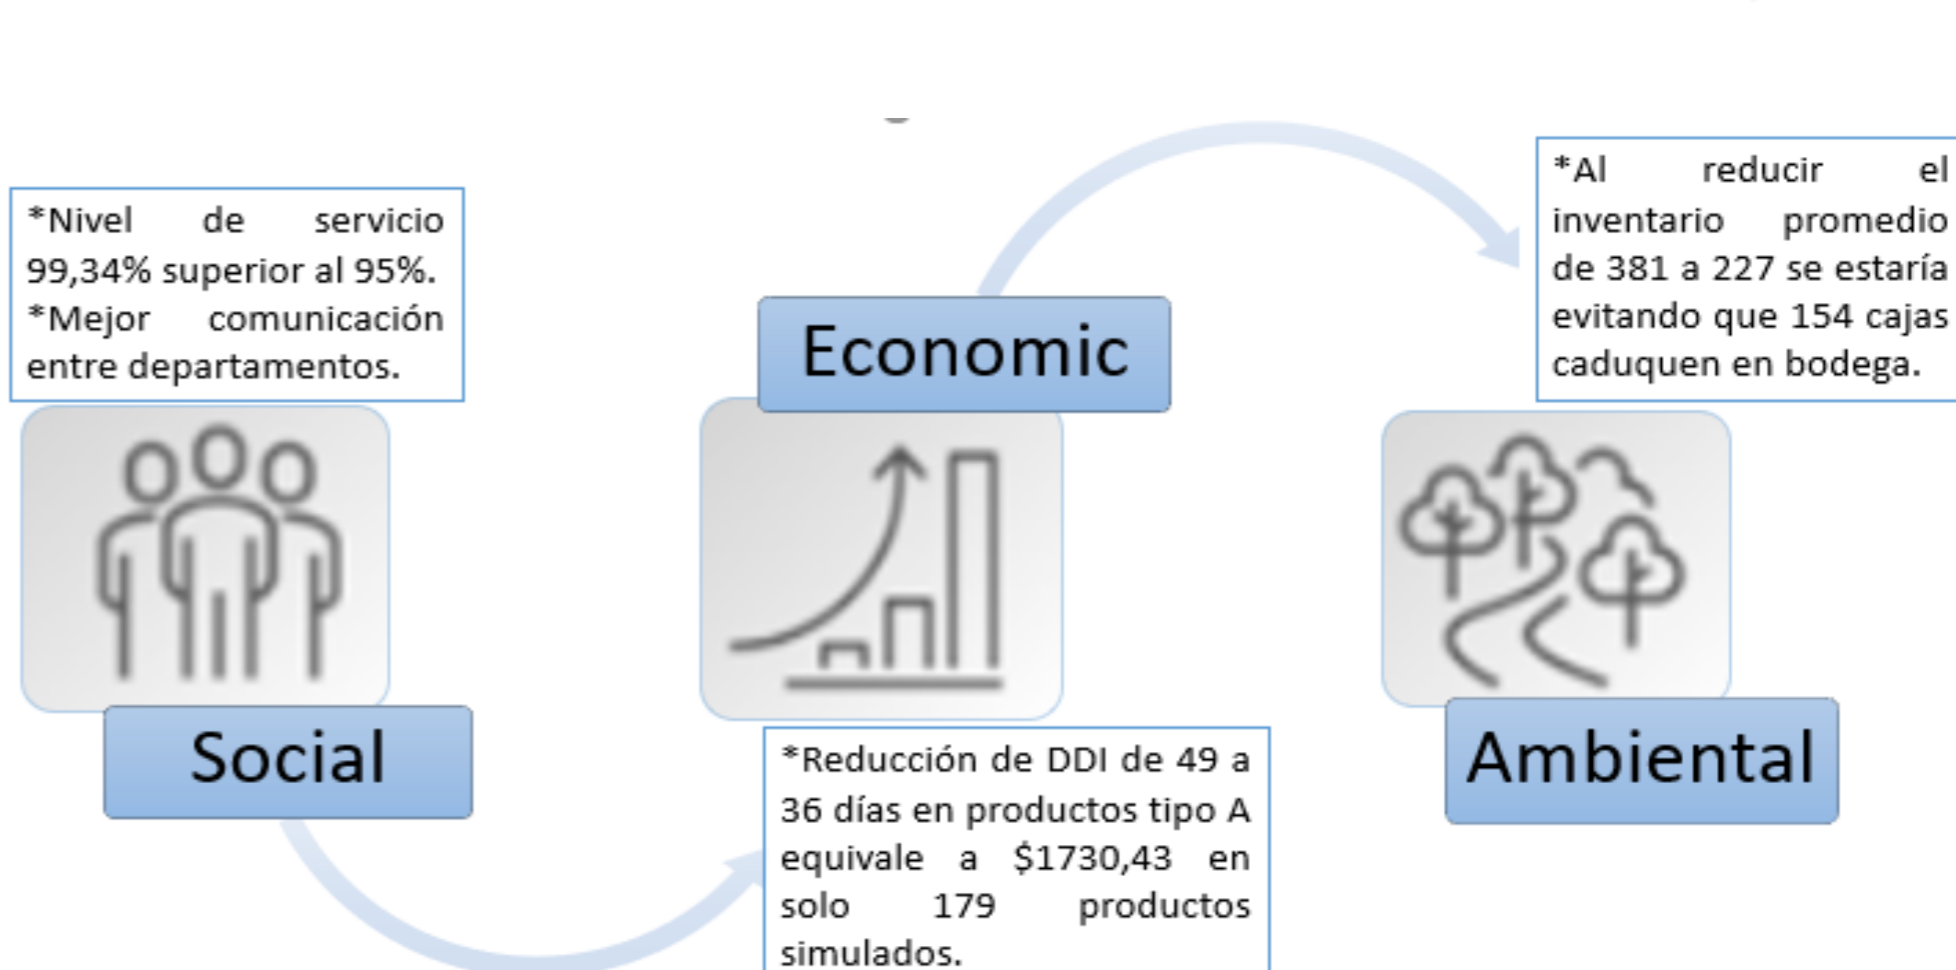 *Nivel de servicio
99,34% superior al 95%.
*Mejor comunicación
entre departamentos.
Social
Economic
*Reducción de DDI de 49 a
36 días en productos tipo A
equivale a $1730,43 en
solo 179 productos
simulados.
*Al reducir el
inventario promedio
de 381 a 227 se estaría
evitando que 154 cajas
caduquen en bodega.
Ambiental